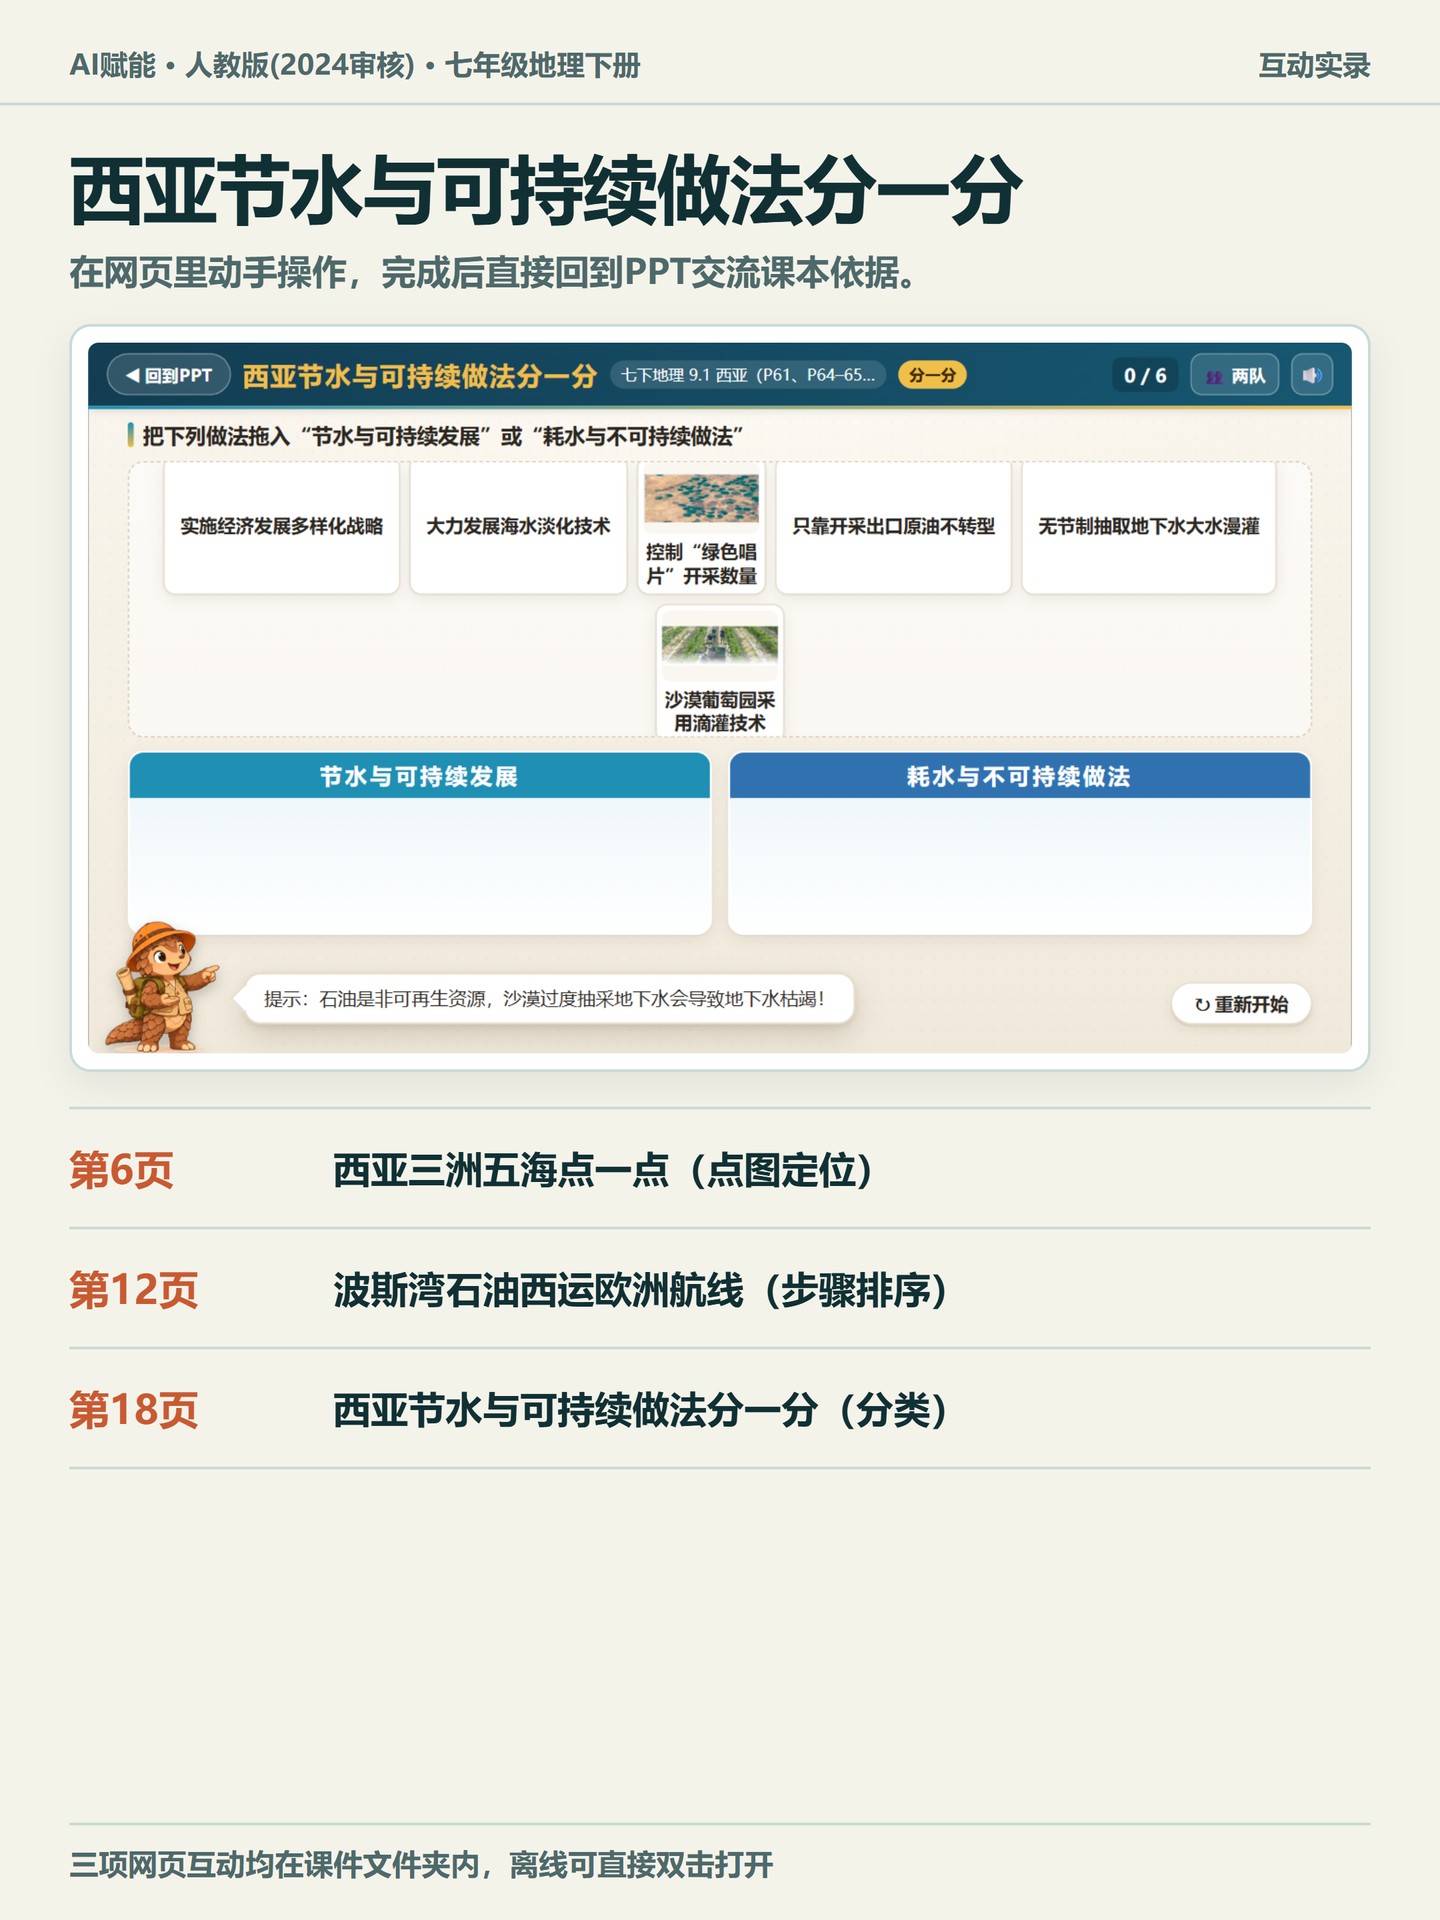 AI赋能 • 人教版(2024审核) • 七年级地理下册
互动实录
西亚节水与可持续做法分一分
在网页里动手操作，完成后直接回到PPT交流课本依据。
◀ 回到PPT
西亚节水与可持续做法分一分
七下地理 9.1 西亚（P61、P64–65...
分一分
0 / 6
两队
把下列做法拖入“节水与可持续发展”或“耗水与不可持续做法”
实施经济发展多样化战略
大力发展海水淡化技术
控制“绿色唱
片”开采数量
只靠开采出口原油不转型
无节制抽取地下水大水漫灌
沙漠葡萄园采
用滴灌技术
节水与可持续发展
耗水与不可持续做法
提示：石油是非可再生资源，沙漠过度抽采地下水会导致地下水枯竭！
↻ 重新开始
第6页
西亚三洲五海点一点（点图定位）
第12页
波斯湾石油西运欧洲航线（步骤排序）
第18页
西亚节水与可持续做法分一分（分类）
三项网页互动均在课件文件夹内，离线可直接双击打开